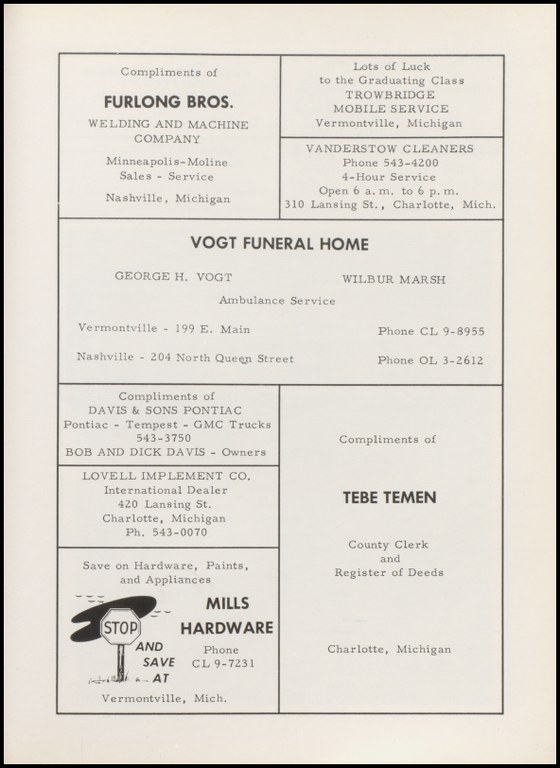 Compliments of
FURLONG BROS.
WELDING AND MACHINE
COMPANY
Minneapolis-Moline
Sales - Service
Nashville, Michigan
Lots of Luck
to the Graduating Class
TROWBRIDGE
MOBILE SERVICE
Vermontville, Michigan
VANDERSTOW CLEANERS
Phone 543-4200
4-Hour Service
Open 6 a.m. to 6 p.m.
310 Lansing St., Charlotte, Mich.
VOGT FUNERAL HOME
GEORGE H. VOGT WILBUR MARSH
Ambulance Service
Vermontville - 199 E. Main Phone CL 9-8955
Nashville - 204 North Queen Street Phone OL 3-2612
Compliments of
DAVIS & SONS PONTIAC
Pontiac - Tempest - GMC Trucks
543-3750
BOB AND DICK DAVIS - Owners
LOVELL IMPLEMENT CO.
International Dealer
420 Lansing St.
Charlotte, Michigan
Ph. 543-0070
Save on Hardware, Paints,
and Appliances
STOP
AND
SAVE
AT
MILLS
HARDWARE
Phone
CL 9-7231
Vermontville, Mich.
Compliments of
TEBE TEMEN
County Clerk
and
Register of Deeds
Charlotte, Michigan